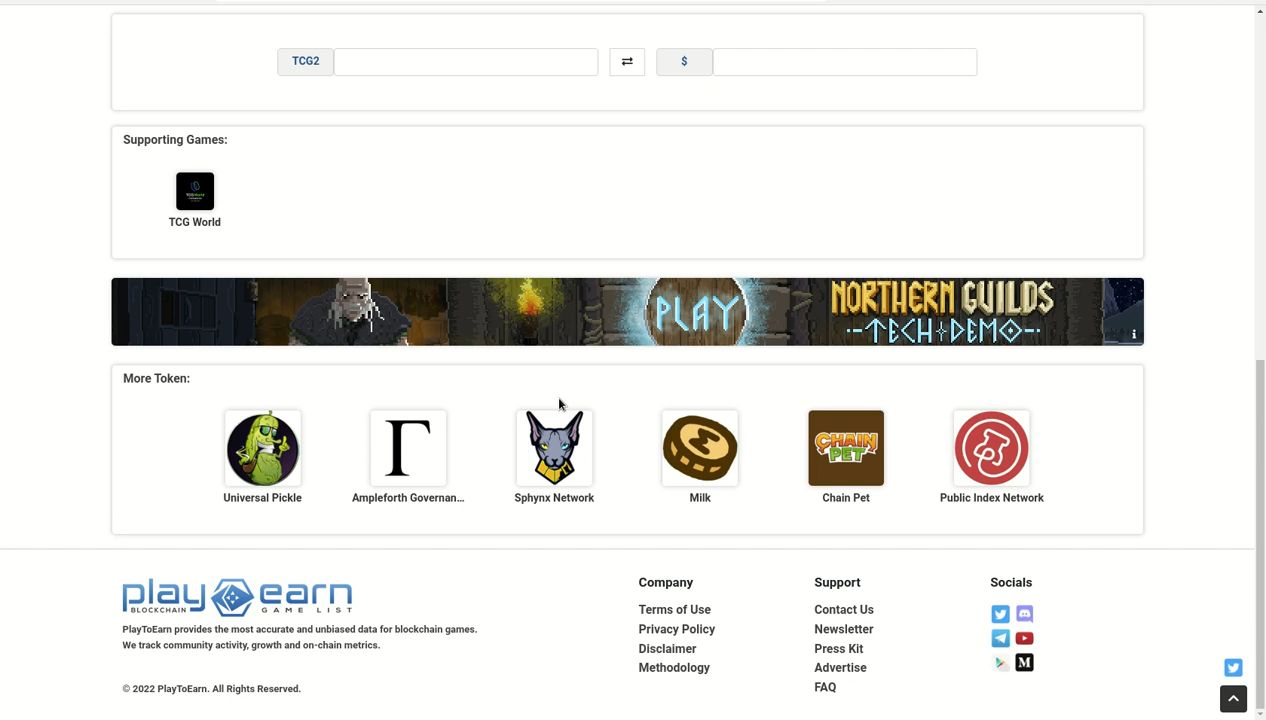 TCG2
$
Supporting Games:
TCG World
PLAY
NORTHERN GUILDS
TECH DEMO
More Token:
CHAIN PET
Universal Pickle
Ampleforth Governan...
Sphynx Network
Milk
Chain Pet
Public Index Network
play earn
BLOCKCHAIN GAME LIST
PlayToEarn provides the most accurate and unbiased data for blockchain games.
We track community activity, growth and on-chain metrics.
© 2022 PlayToEarn. All Rights Reserved.
Company
Terms of Use
Privacy Policy
Disclaimer
Methodology
Support
Contact Us
Newsletter
Press Kit
Advertise
FAQ
Socials